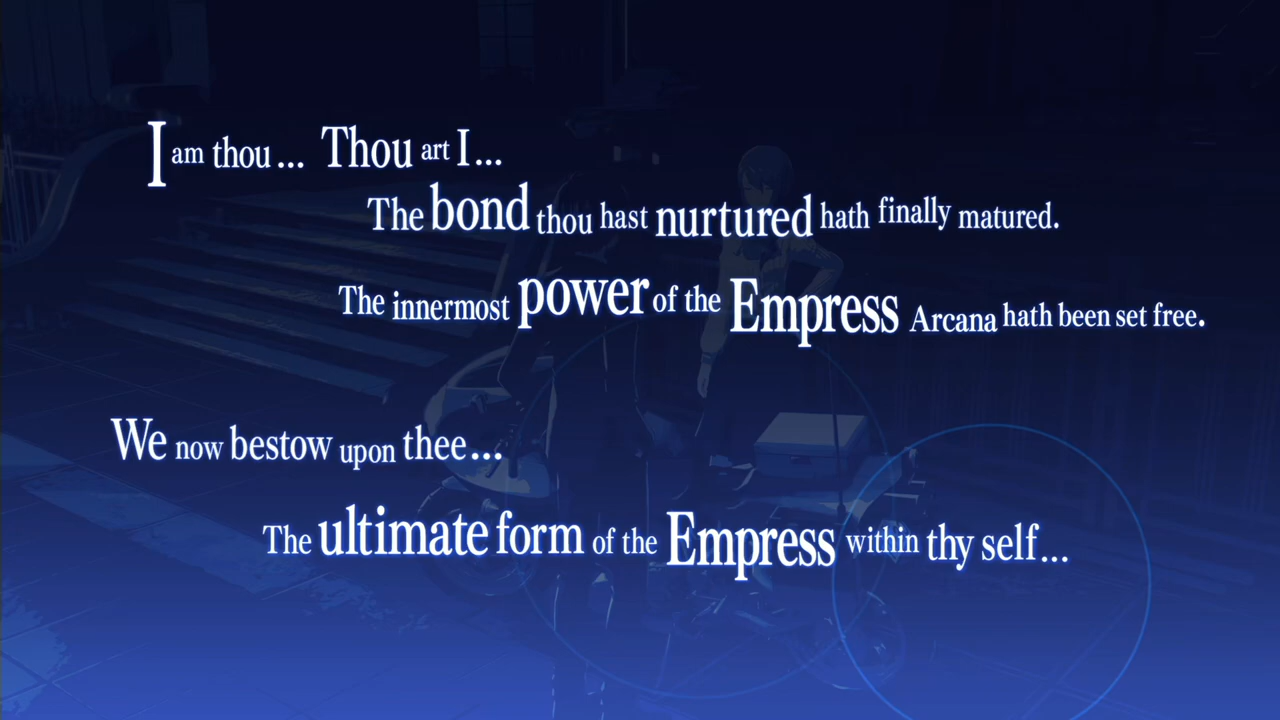 I am thou... Thou art I...
The bond thou hast nurtured hath finally matured.
The innermost power of the Empress Arcana hath been set free.
We now bestow upon thee...
The ultimate form of the Empress within thy self...